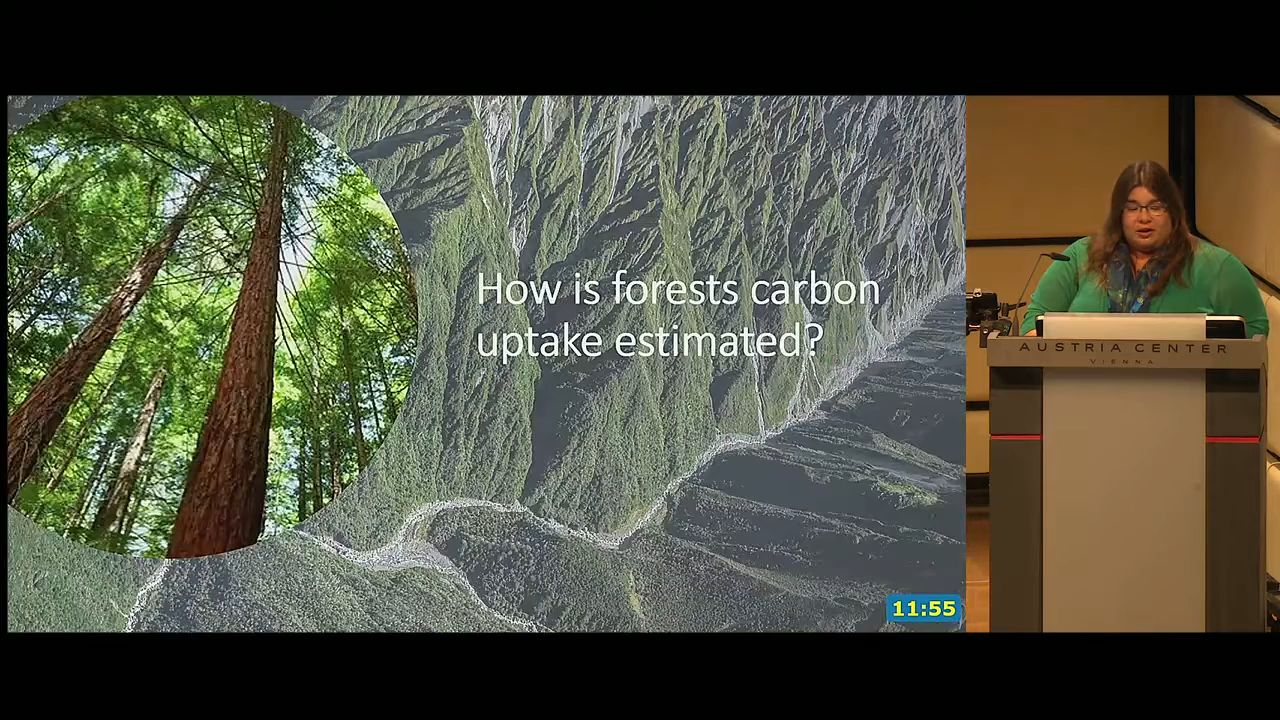 How is forests carbon
uptake estimated?
11:55
AUSTRIA CENTER
VIENNA